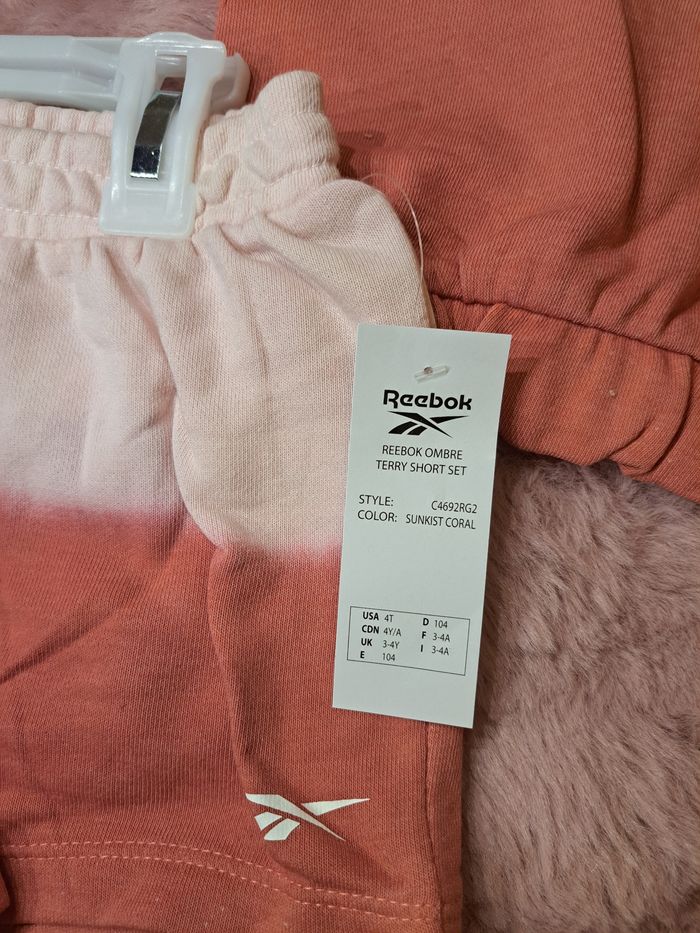 Reebok
REEBOK OMBRE
TERRY SHORT SET
STYLE: C4692RG2
COLOR: SUNKIST CORAL
USA 4T D 104
CDN 4Y/A F 3-4A
UK 3-4Y I 3-4A
E 104